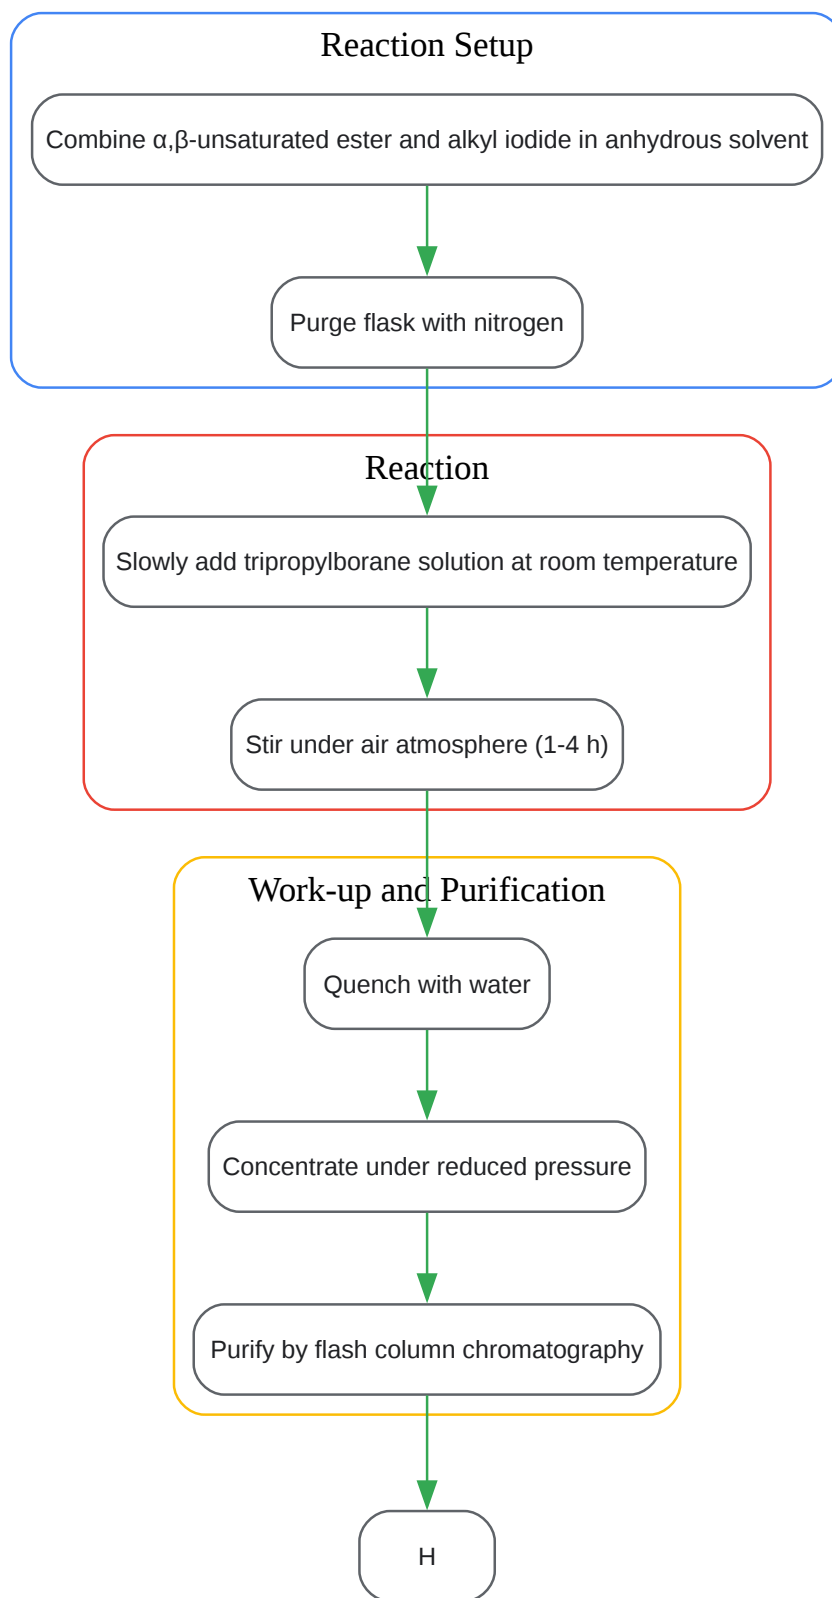 Reaction Setup
Combine α,β-unsaturated ester and alkyl iodide in anhydrous solvent
Purge flask with nitrogen
Reaction
Slowly add tripropylborane solution at room temperature
Stir under air atmosphere (1-4 h)
Work-up and Purification
Quench with water
Concentrate under reduced pressure
Purify by flash column chromatography
H